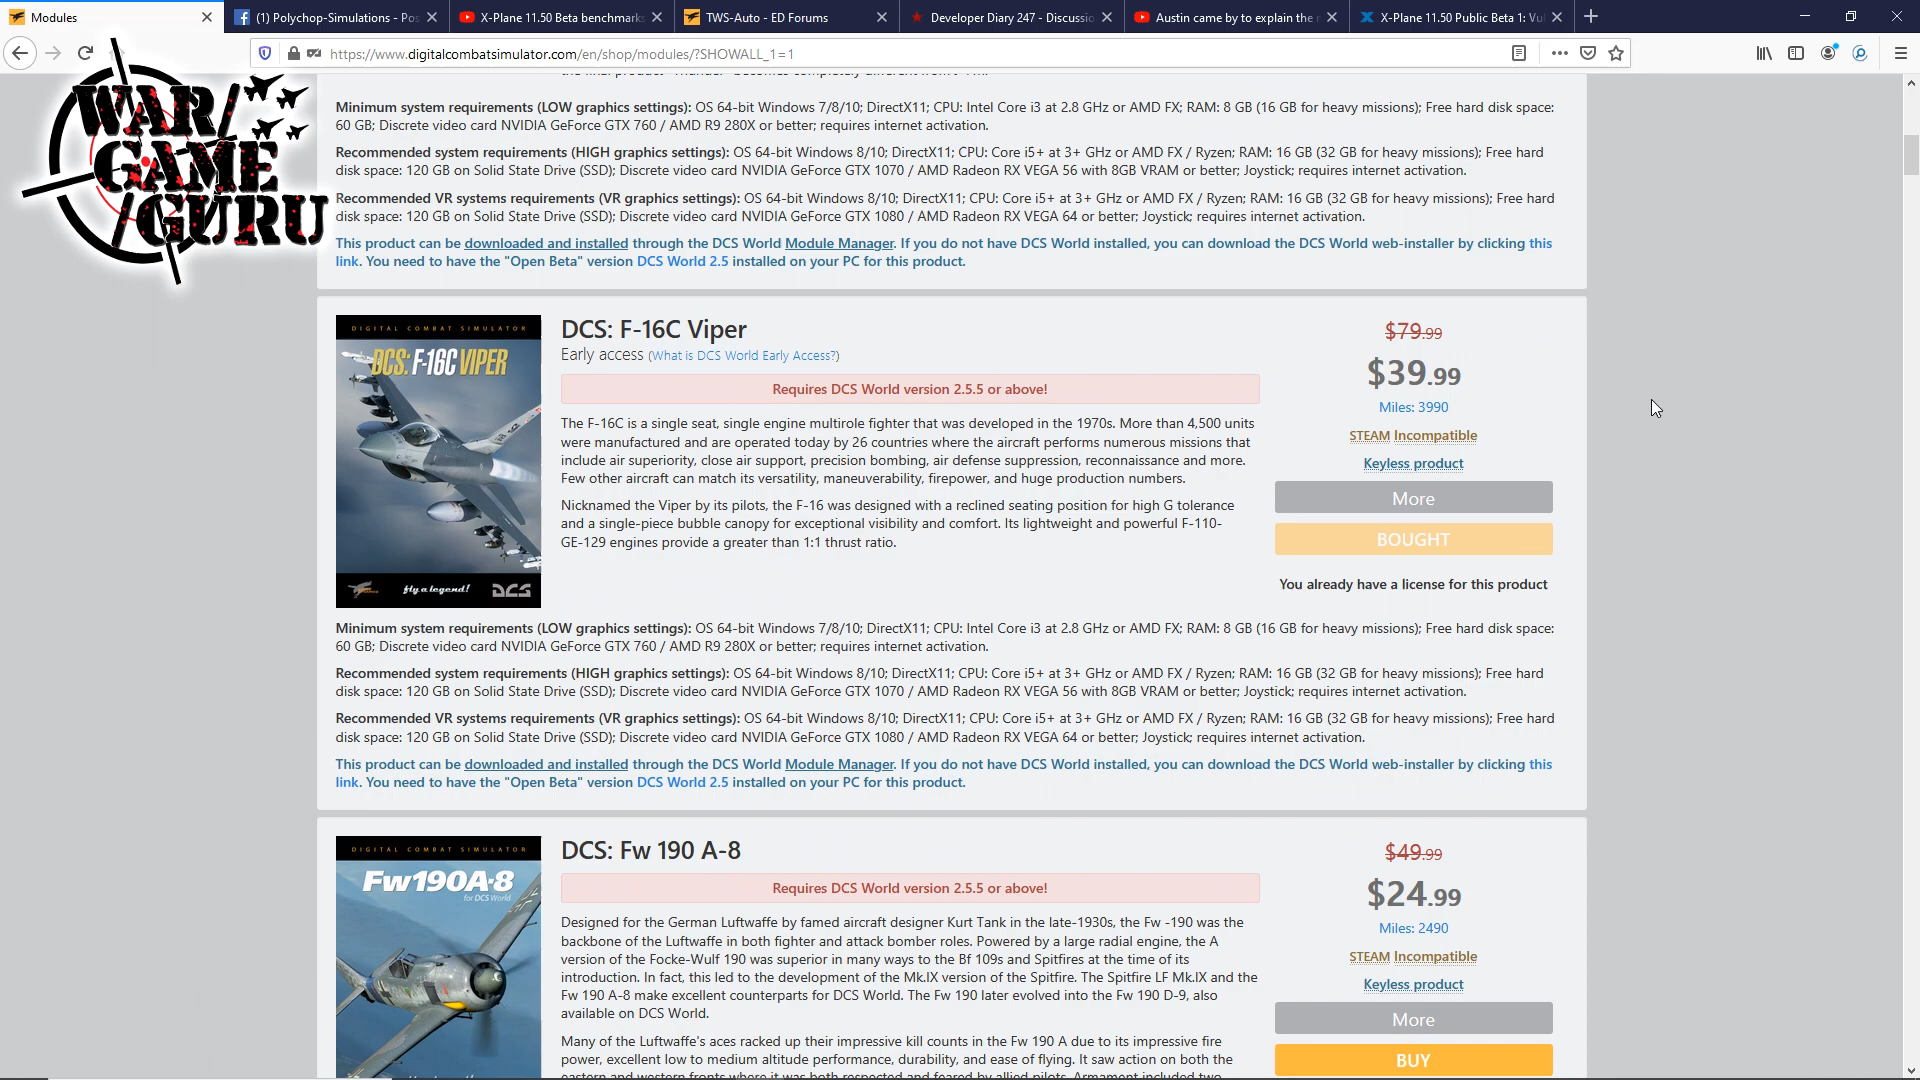 Modules
(1) Polychop-Simulations - Pos
X-Plane 11.50 Beta benchmarks
TWS-Auto - ED Forums
Developer Diary 247 - Discussio
Austin came by to explain the n
X-Plane 11.50 Public Beta 1: Vul
https://www.digitalcombatsimulator.com/en/shop/modules/?SHOWALL_1=1
WAR/
GAME
/GURU
Minimum system requirements (LOW graphics settings): OS 64-bit Windows 7/8/10; DirectX11; CPU: Intel Core i3 at 2.8 GHz or AMD FX; RAM: 8 GB (16 GB for heavy missions); Free hard disk space:
60 GB; Discrete video card NVIDIA GeForce GTX 760 / AMD R9 280X or better; requires internet activation.
Recommended system requirements (HIGH graphics settings): OS 64-bit Windows 8/10; DirectX11; CPU: Core i5+ at 3+ GHz or AMD FX / Ryzen; RAM: 16 GB (32 GB for heavy missions); Free hard
disk space: 120 GB on Solid State Drive (SSD); Discrete video card NVIDIA GeForce GTX 1070 / AMD Radeon RX VEGA 56 with 8GB VRAM or better; Joystick; requires internet activation.
Recommended VR systems requirements (VR graphics settings): OS 64-bit Windows 8/10; DirectX11; CPU: Core i5+ at 3+ GHz or AMD FX / Ryzen; RAM: 16 GB (32 GB for heavy missions); Free hard
disk space: 120 GB on Solid State Drive (SSD); Discrete video card NVIDIA GeForce GTX 1080 / AMD Radeon RX VEGA 64 or better; Joystick; requires internet activation.
This product can be downloaded and installed through the DCS World Module Manager. If you do not have DCS World installed, you can download the DCS World web-installer by clicking this
link. You need to have the "Open Beta" version DCS World 2.5 installed on your PC for this product.
DIGITAL COMBAT SIMULATOR
DCS: F-16C VIPER
fly a legend!
DCS
DCS: F-16C Viper
Early access (What is DCS World Early Access?)
Requires DCS World version 2.5.5 or above!
The F-16C is a single seat, single engine multirole fighter that was developed in the 1970s. More than 4,500 units
were manufactured and are operated today by 26 countries where the aircraft performs numerous missions that
include air superiority, close air support, precision bombing, air defense suppression, reconnaissance and more.
Few other aircraft can match its versatility, maneuverability, firepower, and huge production numbers.
Nicknamed the Viper by its pilots, the F-16 was designed with a reclined seating position for high G tolerance
and a single-piece bubble canopy for exceptional visibility and comfort. Its lightweight and powerful F-110-
GE-129 engines provide a greater than 1:1 thrust ratio.
$79.99
$39.99
Miles: 3990
STEAM Incompatible
Keyless product
More
BOUGHT
You already have a license for this product
Minimum system requirements (LOW graphics settings): OS 64-bit Windows 7/8/10; DirectX11; CPU: Intel Core i3 at 2.8 GHz or AMD FX; RAM: 8 GB (16 GB for heavy missions); Free hard disk space:
60 GB; Discrete video card NVIDIA GeForce GTX 760 / AMD R9 280X or better; requires internet activation.
Recommended system requirements (HIGH graphics settings): OS 64-bit Windows 8/10; DirectX11; CPU: Core i5+ at 3+ GHz or AMD FX / Ryzen; RAM: 16 GB (32 GB for heavy missions); Free hard
disk space: 120 GB on Solid State Drive (SSD); Discrete video card NVIDIA GeForce GTX 1070 / AMD Radeon RX VEGA 56 with 8GB VRAM or better; Joystick; requires internet activation.
Recommended VR systems requirements (VR graphics settings): OS 64-bit Windows 8/10; DirectX11; CPU: Core i5+ at 3+ GHz or AMD FX / Ryzen; RAM: 16 GB (32 GB for heavy missions); Free hard
disk space: 120 GB on Solid State Drive (SSD); Discrete video card NVIDIA GeForce GTX 1080 / AMD Radeon RX VEGA 64 or better; Joystick; requires internet activation.
This product can be downloaded and installed through the DCS World Module Manager. If you do not have DCS World installed, you can download the DCS World web-installer by clicking this
link. You need to have the "Open Beta" version DCS World 2.5 installed on your PC for this product.
DIGITAL COMBAT SIMULATOR
Fw190A-8
for DCS World
DCS: Fw 190 A-8
Requires DCS World version 2.5.5 or above!
Designed for the German Luftwaffe by famed aircraft designer Kurt Tank in the late-1930s, the Fw -190 was the
backbone of the Luftwaffe in both fighter and attack bomber roles. Powered by a large radial engine, the A
version of the Focke-Wulf 190 was superior in many ways to the Bf 109s and Spitfires at the time of its
introduction. In fact, this led to the development of the Mk.IX version of the Spitfire. The Spitfire LF Mk.IX and the
Fw 190 A-8 make excellent counterparts for DCS World. The Fw 190 later evolved into the Fw 190 D-9, also
available on DCS World.
Many of the Luftwaffe's aces racked up their impressive kill counts in the Fw 190 A due to its impressive fire
power, excellent low to medium altitude performance, durability, and ease of flying. It saw action on both the
eastern and western fronts where it was both respected and feared by allied pilots. Armament included two
$49.99
$24.99
Miles: 2490
STEAM Incompatible
Keyless product
More
BUY